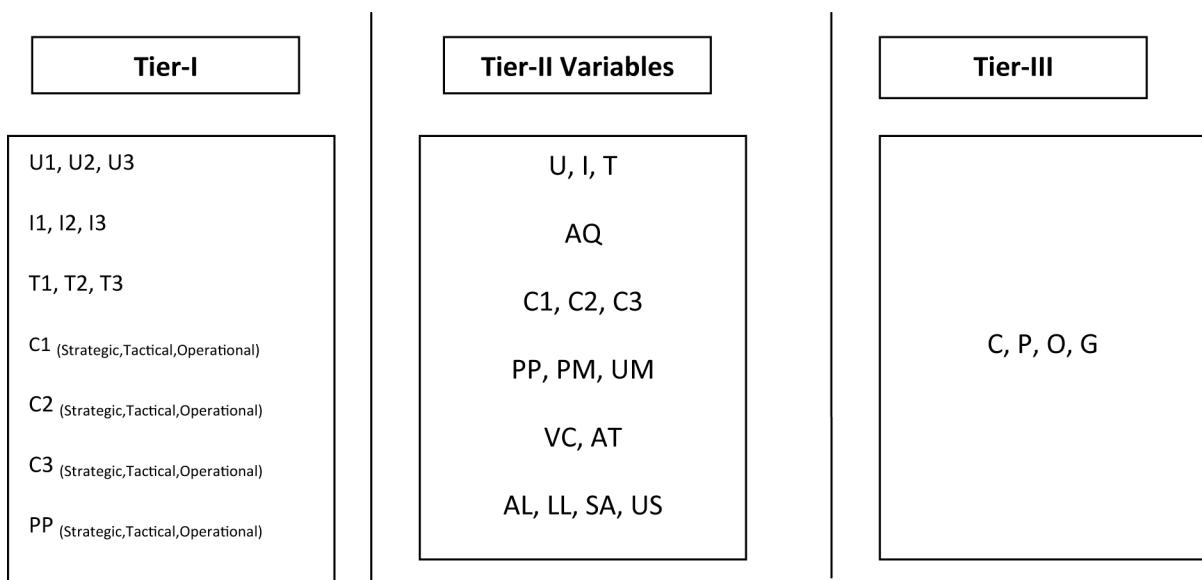 Tier-I
U1, U2, U3
I1, I2, I3
T1, T2, T3
C1 (Strategic,Tactical,Operational)
C2 (Strategic,Tactical,Operational)
C3 (Strategic,Tactical,Operational)
PP (Strategic,Tactical,Operational)
Tier-II Variables
U, I, T
AQ
C1, C2, C3
PP, PM, UM
VC, AT
AL, LL, SA, US
Tier-III
C, P, O, G